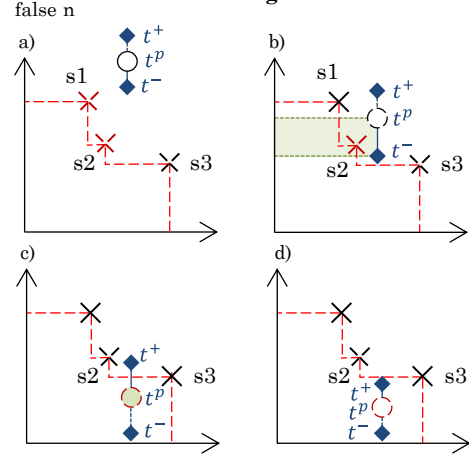 false n
g
a)
t⁺
tᵖ
t⁻
s1
s2
s3
b)
s1
t⁺
tᵖ
t⁻
s2
s3
c)
t⁺
s2
s3
tᵖ
t⁻
d)
s2
s3
t⁺
tᵖ
t⁻